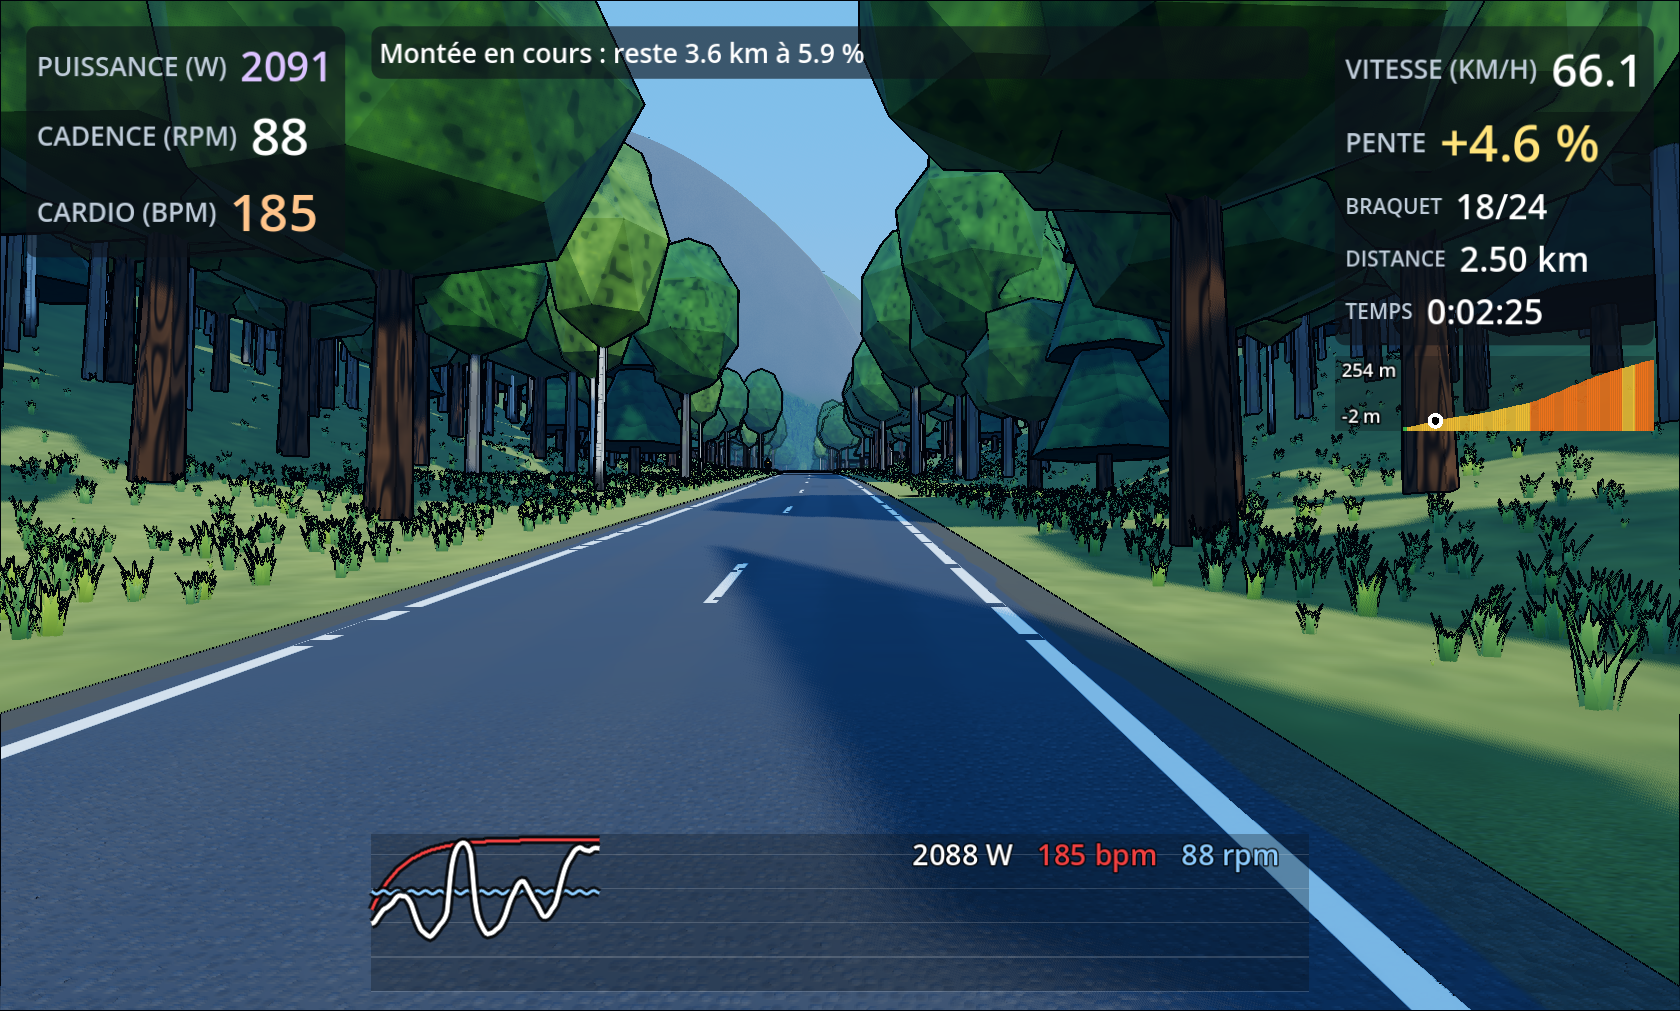 PUISSANCE (W) 2091
CADENCE (RPM) 88
CARDIO (BPM) 185
Montée en cours : reste 3.6 km à 5.9 %
VITESSE (KM/H) 66.1
PENTE +4.6 %
BRAQUET 18/24
DISTANCE 2.50 km
TEMPS 0:02:25
254 m
-2 m
2088 W 185 bpm 88 rpm